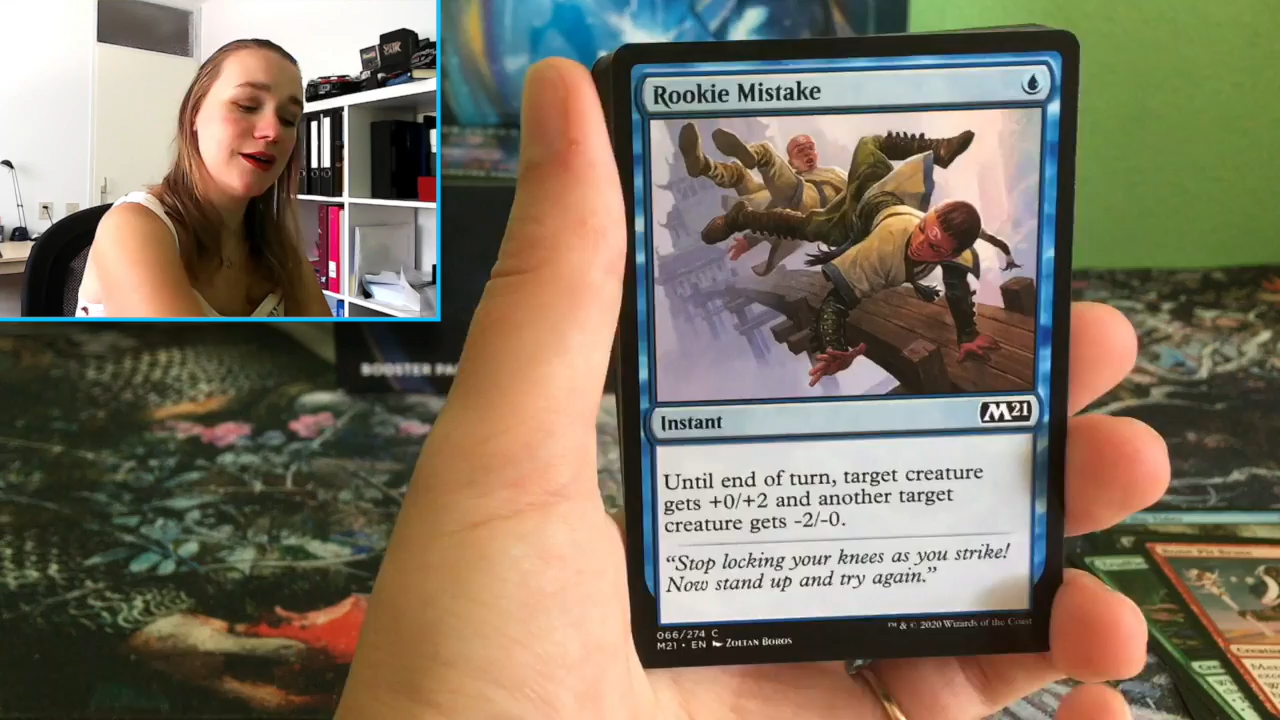 Rookie Mistake
Instant
M21
Until end of turn, target creature
gets +0/+2 and another target
creature gets -2/-0.
“Stop locking your knees as you strike!
Now stand up and try again.”
066/274 C
M21 • EN ZOLTAN BOROS
™ & © 2020 Wizards of the Coast
BOOSTER